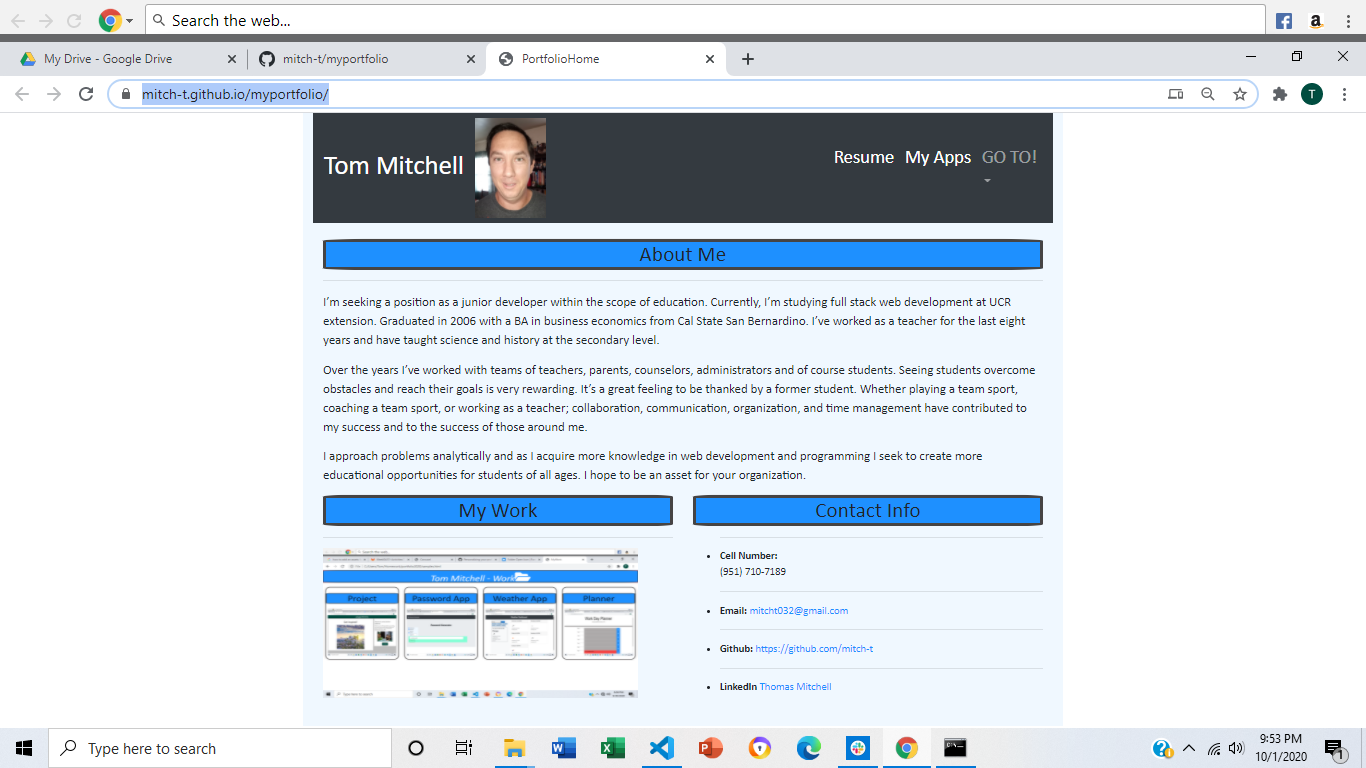 Search the web...
My Drive - Google Drive
mitch-t/myportfolio
PortfolioHome
mitch-t.github.io/myportfolio/
T
Tom Mitchell
Resume My Apps GO TO!
About Me
I'm seeking a position as a junior developer within the scope of education. Currently, I'm studying full stack web development at UCR
extension. Graduated in 2006 with a BA in business economics from Cal State San Bernardino. I've worked as a teacher for the last eight
years and have taught science and history at the secondary level.
Over the years I've worked with teams of teachers, parents, counselors, administrators and of course students. Seeing students overcome
obstacles and reach their goals is very rewarding. It's a great feeling to be thanked by a former student. Whether playing a team sport,
coaching a team sport, or working as a teacher; collaboration, communication, organization, and time management have contributed to
my success and to the success of those around me.
I approach problems analytically and as I acquire more knowledge in web development and programming I seek to create more
educational opportunities for students of all ages. I hope to be an asset for your organization.
My Work
Tom Mitchell - Work
Project Password App Weather App Planner
Contact Info
Cell Number:
(951) 710-7189
Email: mitcht032@gmail.com
Github: https://github.com/mitch-t
LinkedIn Thomas Mitchell
Type here to search
9:53 PM
10/1/2020
1